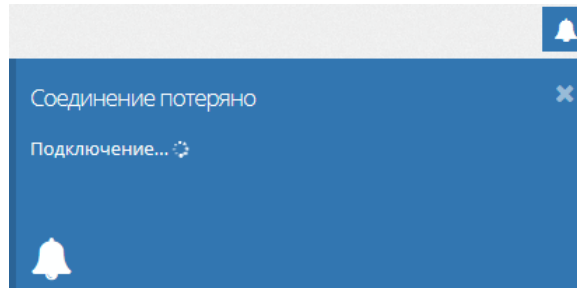 Соединение потеряно
Подключение...